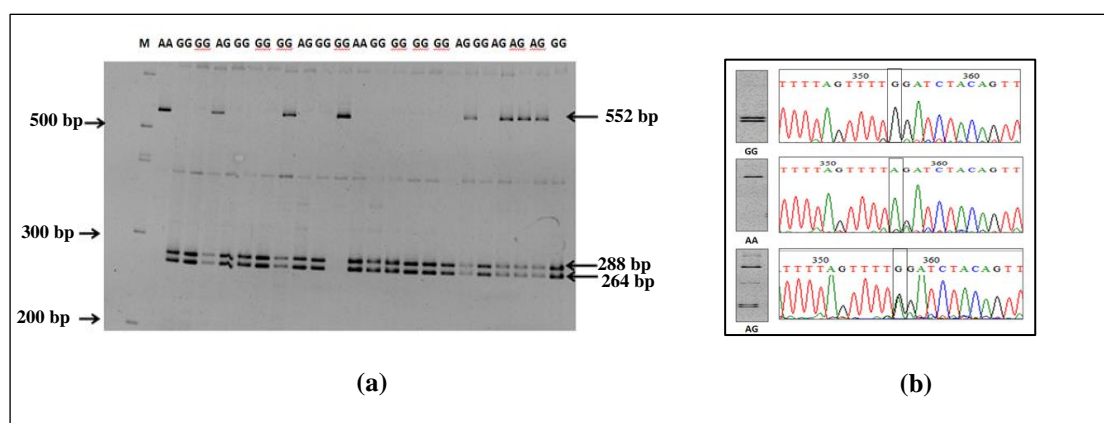 M AA GG GG AG GG GG GG AG GG GG AA GG GG GG GG AG GG AG AG AG GG
500 bp
552 bp
300 bp
288 bp
264 bp
200 bp
(a)
350 360
TTTTAGTTTTGGATCTACAGTT
GG
350 360
TTTTAGTTTTAGATCTACAGTT
AA
350 360
TTTTAGTTTTGGATCTACAGTT
AG
(b)